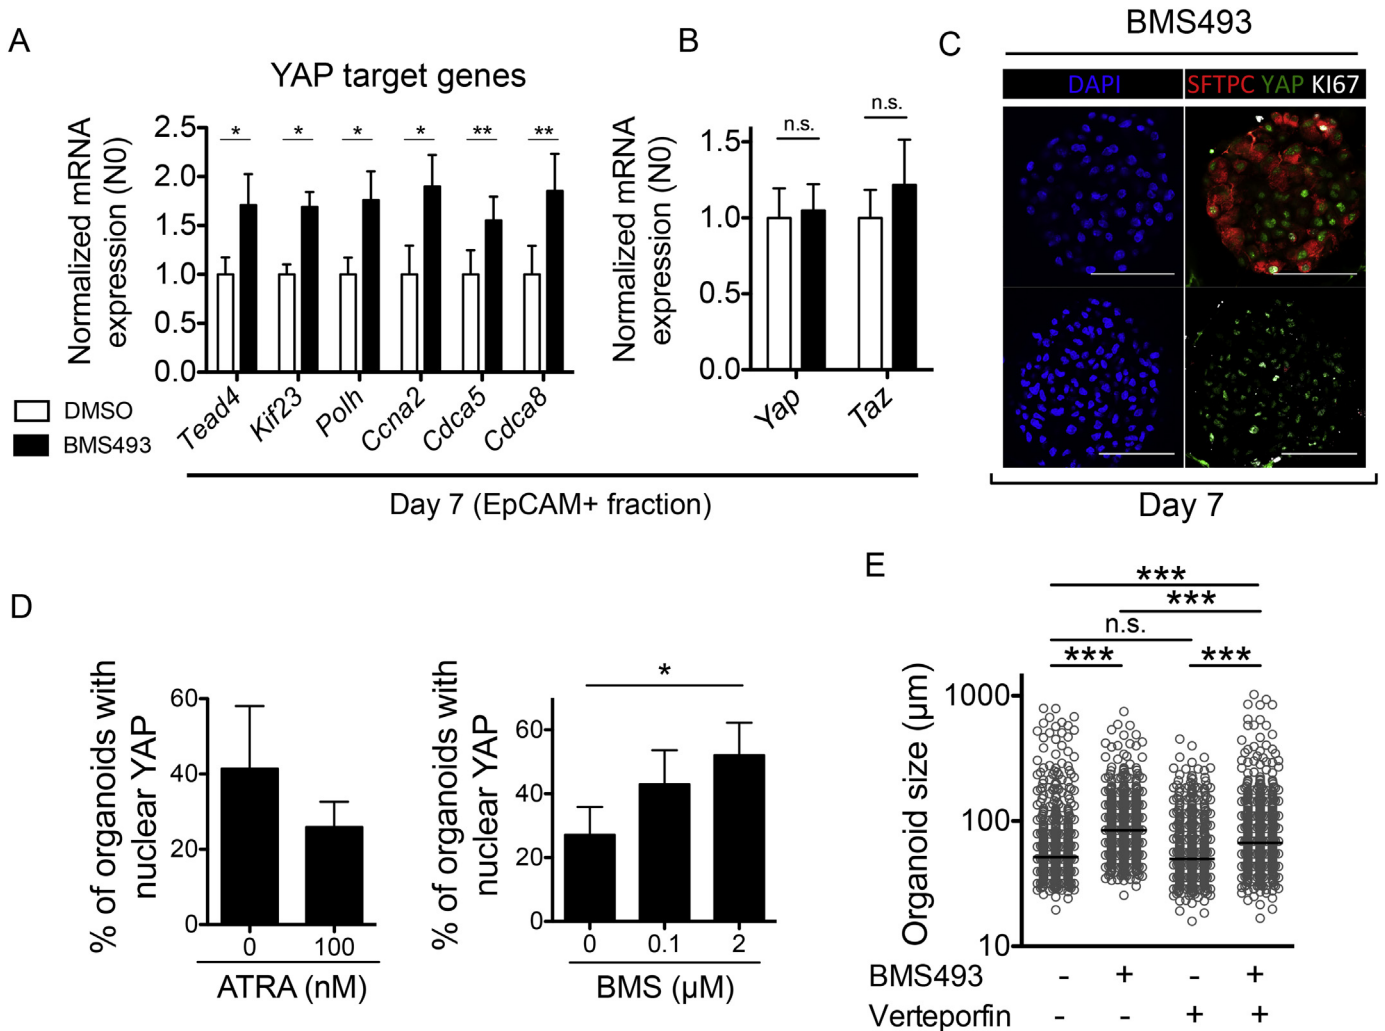 A
YAP target genes
Normalized mRNA
expression (N0)
2.5
2.0
1.5
1.0
0.5
0.0
* * * * ** **
Tead4 Kif23 Polh Ccna2 Cdca5 Cdca8
DMSO
BMS493
B
Normalized mRNA
expression (N0)
1.5
1.0
0.5
0.0
n.s. n.s.
Yap Taz
Day 7 (EpCAM+ fraction)
C
BMS493
DAPI SFTPC YAP KI67
Day 7
D
% of organoids with
nuclear YAP
60
40
20
0
0 100
ATRA (nM)
% of organoids with
nuclear YAP
60
40
20
0
*
0 0.1 2
BMS (µM)
E
***
***
n.s.
*** ***
Organoid size (µm)
1000
100
10
BMS493 - + - +
Verteporfin - - + +